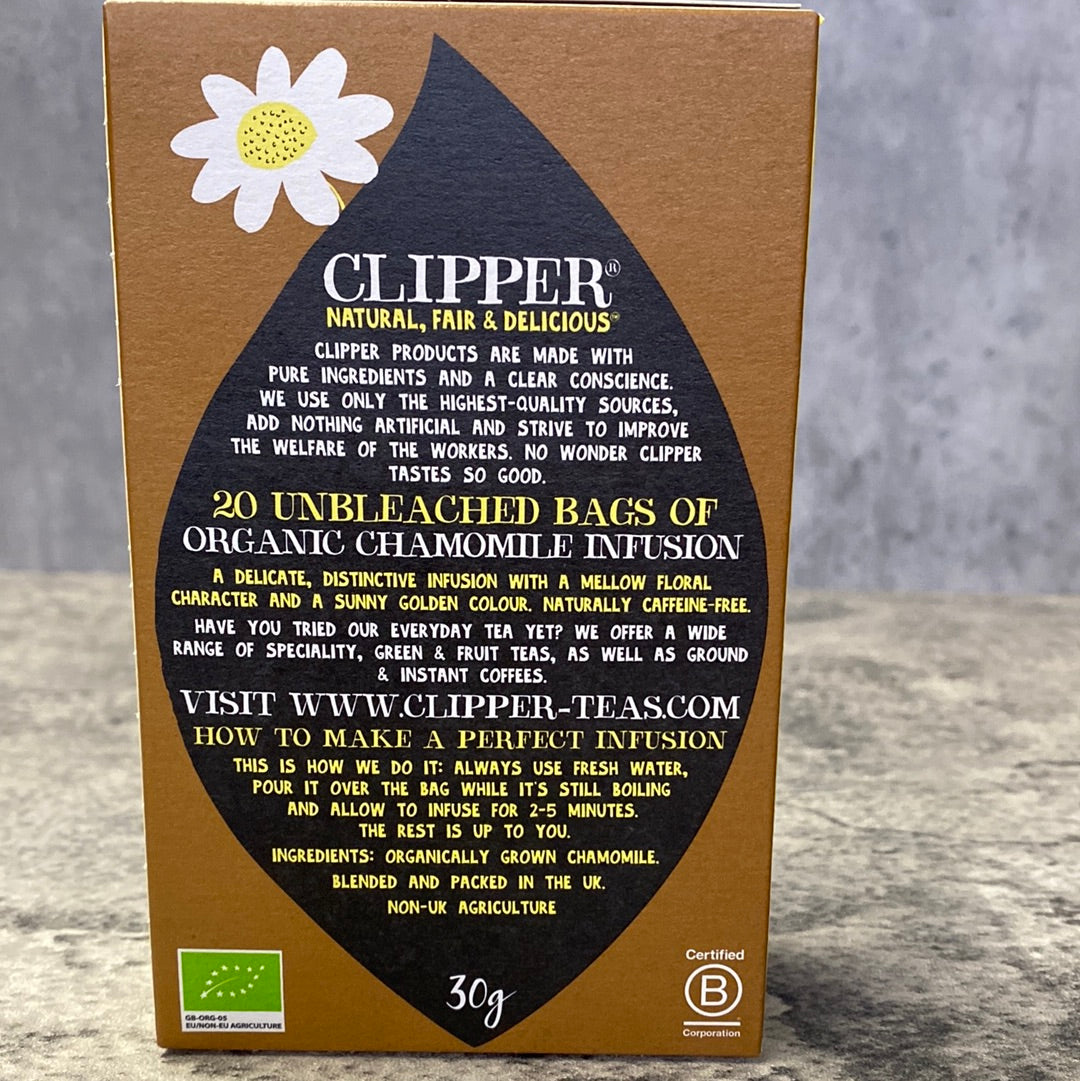 CLIPPER®
NATURAL, FAIR & DELICIOUS™
CLIPPER PRODUCTS ARE MADE WITH
PURE INGREDIENTS AND A CLEAR CONSCIENCE.
WE USE ONLY THE HIGHEST-QUALITY SOURCES,
ADD NOTHING ARTIFICIAL AND STRIVE TO IMPROVE
THE WELFARE OF THE WORKERS. NO WONDER CLIPPER
TASTES SO GOOD.
20 UNBLEACHED BAGS OF
ORGANIC CHAMOMILE INFUSION
A DELICATE, DISTINCTIVE INFUSION WITH A MELLOW FLORAL
CHARACTER AND A SUNNY GOLDEN COLOUR. NATURALLY CAFFEINE-FREE.
HAVE YOU TRIED OUR EVERYDAY TEA YET? WE OFFER A WIDE
RANGE OF SPECIALITY, GREEN & FRUIT TEAS, AS WELL AS GROUND
& INSTANT COFFEES.
VISIT WWW.CLIPPER-TEAS.COM
HOW TO MAKE A PERFECT INFUSION
THIS IS HOW WE DO IT: ALWAYS USE FRESH WATER,
POUR IT OVER THE BAG WHILE IT'S STILL BOILING
AND ALLOW TO INFUSE FOR 2-5 MINUTES.
THE REST IS UP TO YOU.
INGREDIENTS: ORGANICALLY GROWN CHAMOMILE.
BLENDED AND PACKED IN THE UK.
NON-UK AGRICULTURE
30g
GB-ORG-05
EU/NON-EU AGRICULTURE
Certified
B
Corporation